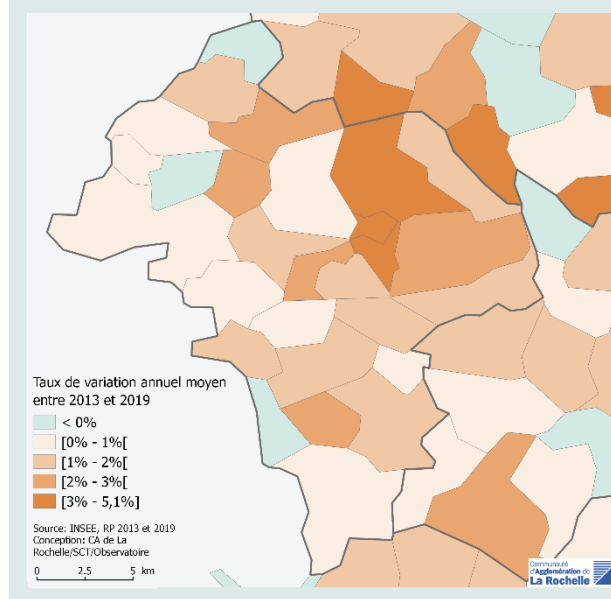 Taux de variation annuel moyen
entre 2013 et 2019
< 0%
[0% - 1%[
[1% - 2%[
[2% - 3%[
[3% - 5,1%]
Source: INSEE, RP 2013 et 2019
Conception: CA de La
Rochelle/SCT/Observatoire
0 2.5 5 km
Communauté
d'Agglomération de
La Rochelle